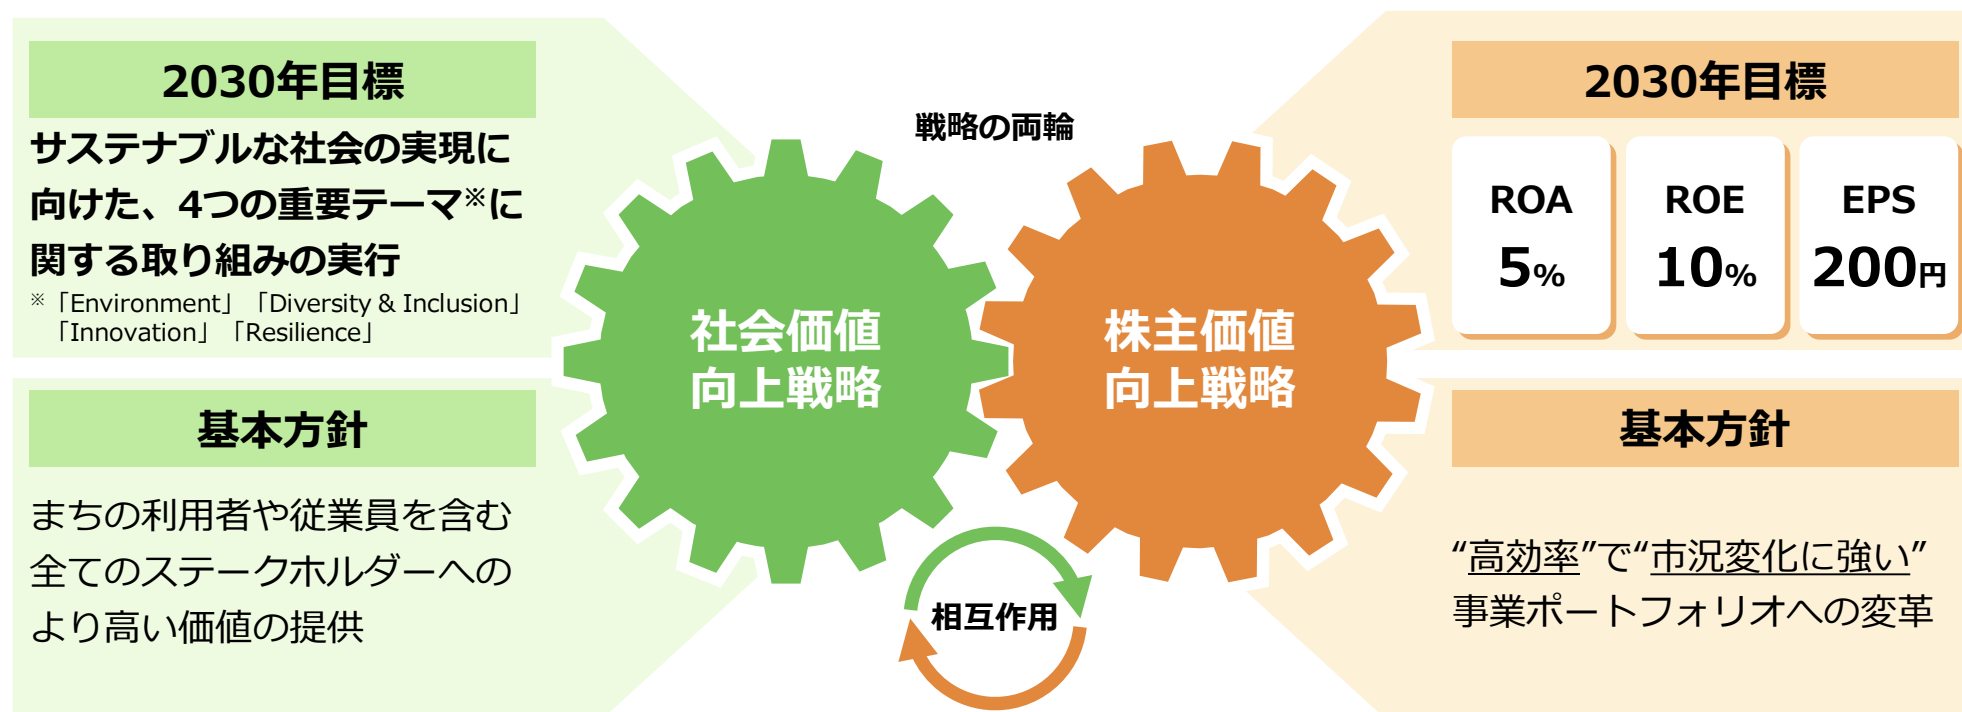 2030年目標
サステナブルな社会の実現に
向けた、4つの重要テーマ※に
関する取り組みの実行
※「Environment」「Diversity & Inclusion」
「Innovation」「Resilience」
基本方針
まちの利用者や従業員を含む
全てのステークホルダーへの
より高い価値の提供
戦略の両輪
社会価値
向上戦略
株主価値
向上戦略
相互作用
2030年目標
ROA
5%
ROE
10%
EPS
200円
基本方針
“高効率”で“市況変化に強い”
事業ポートフォリオへの変革